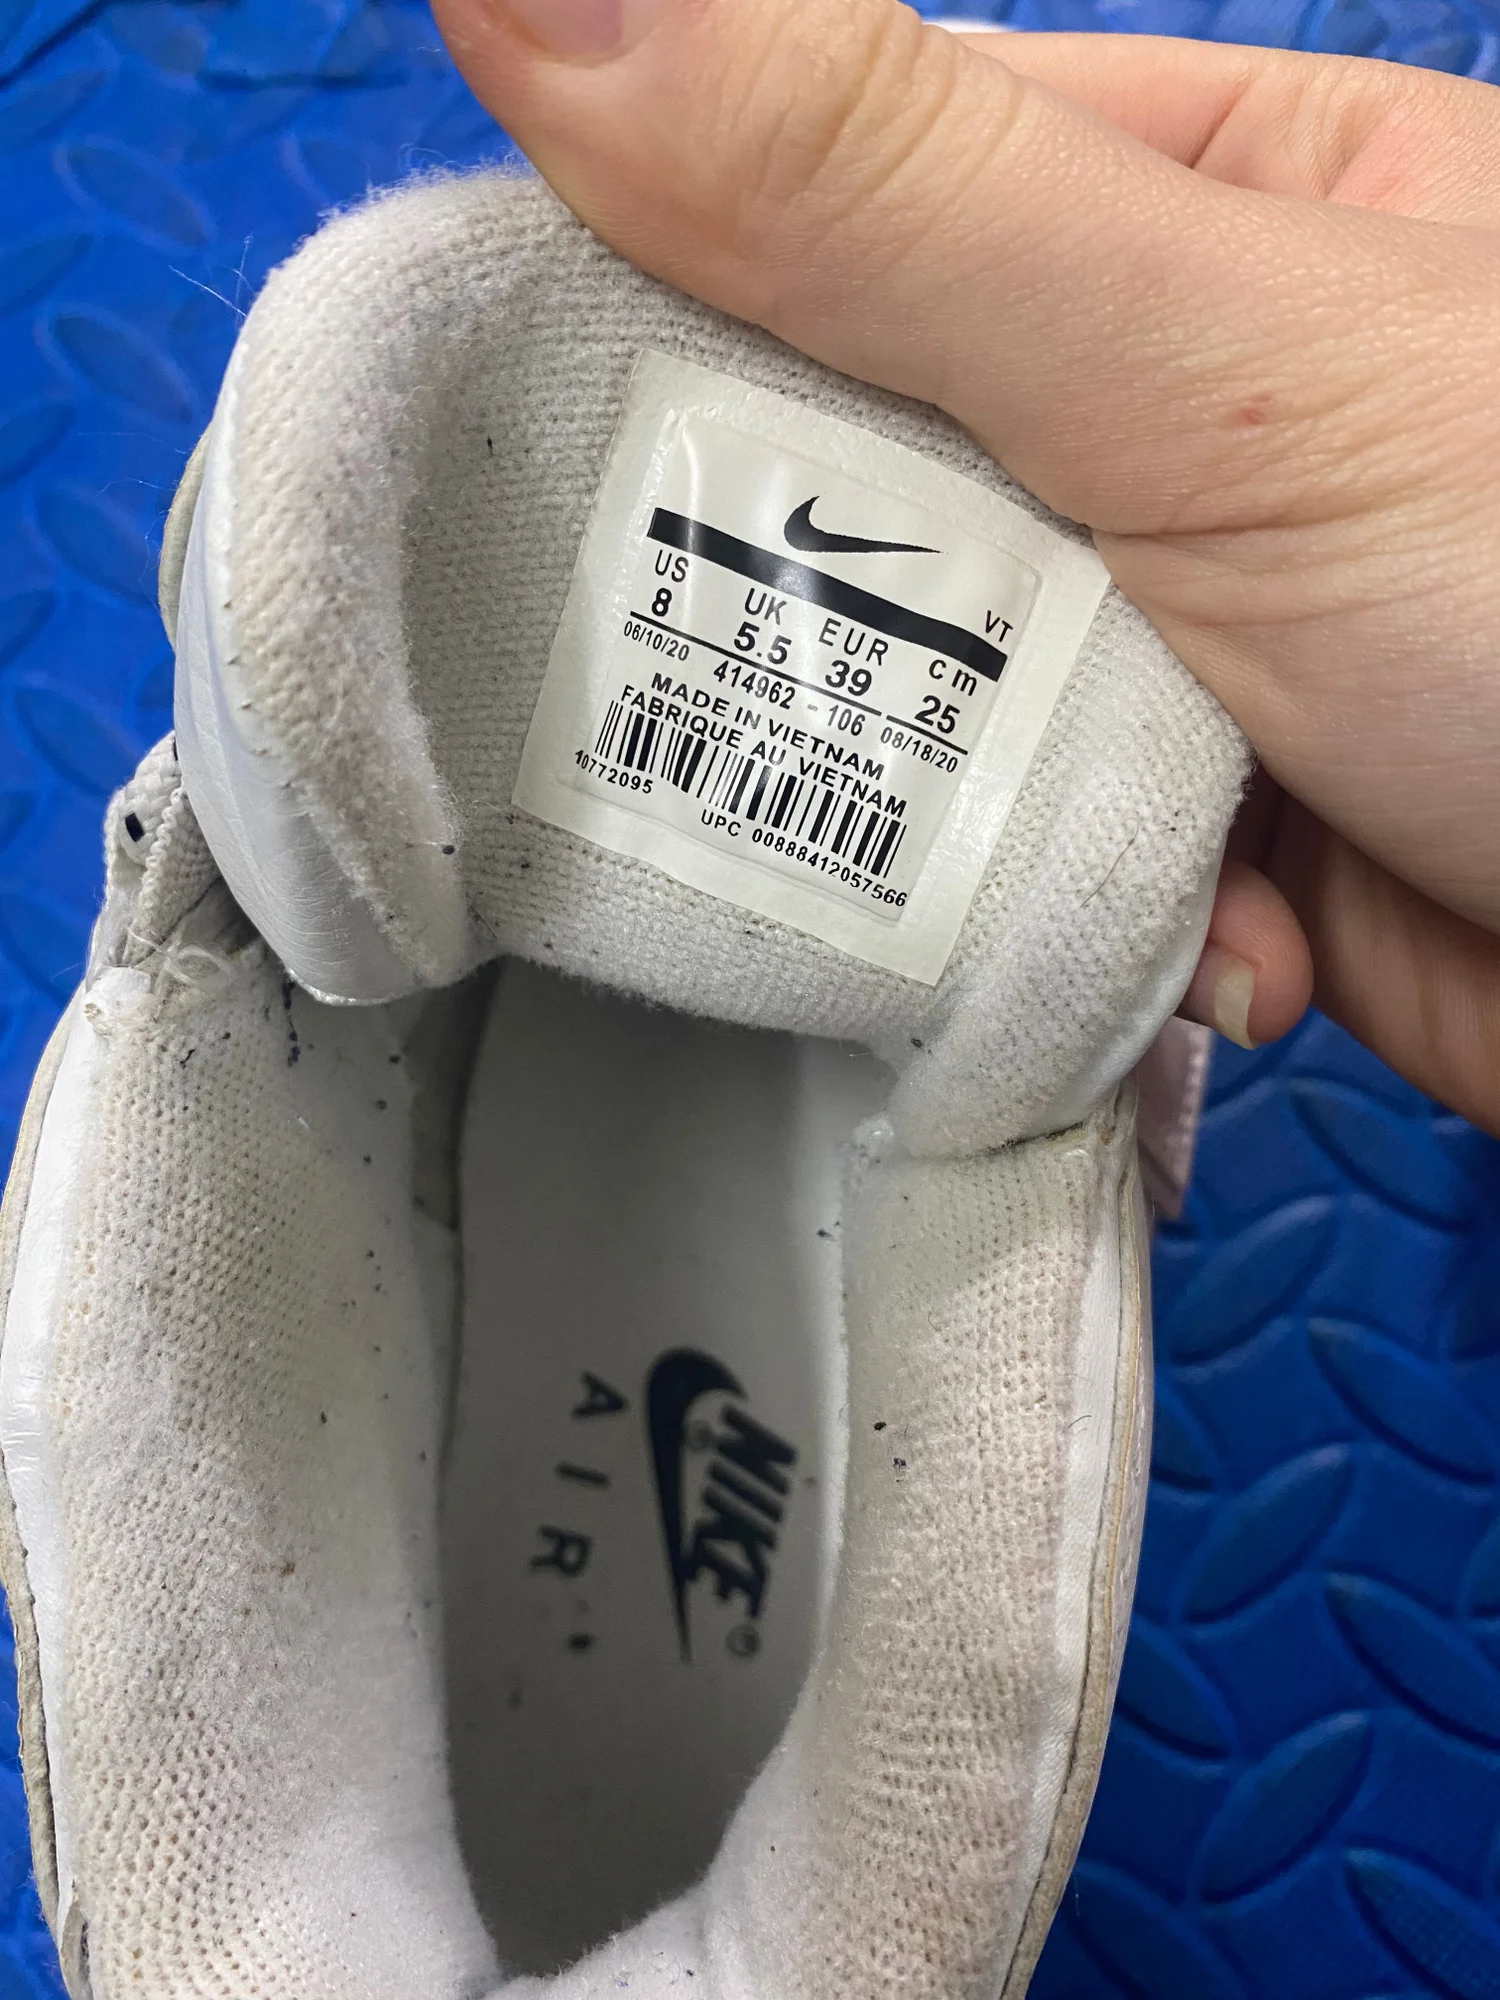 VT
US UK EUR cm
8 5.5 39 25
06/10/20 414962 - 106 08/18/20
MADE IN VIETNAM
FABRIQUE AU VIETNAM
10772095
UPC 00888412057566
NIKE®
AIR